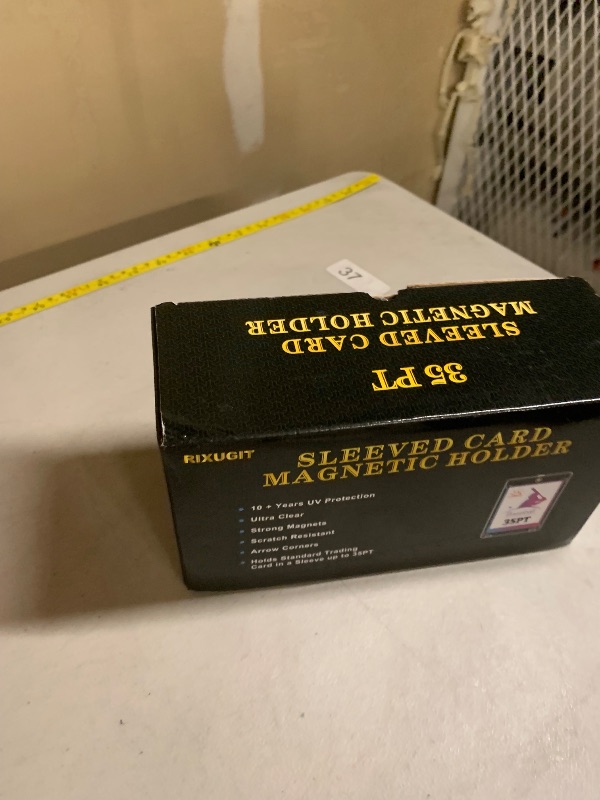 37
MAGNETIC HOLDER
SLEEVED CARD
35 PT
RIXUGIT
SLEEVED CARD
MAGNETIC HOLDER
10 + Years UV Protection
Ultra Clear
Strong Magnets
Scratch Resistant
Arrow Corners
Holds Standard Trading
Card in a Sleeve up to 35PT
35PT